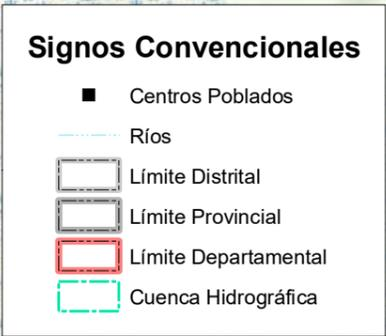 Signos Convencionales
Centros Poblados
Ríos
Límite Distrital
Límite Provincial
Límite Departamental
Cuenca Hidrográfica